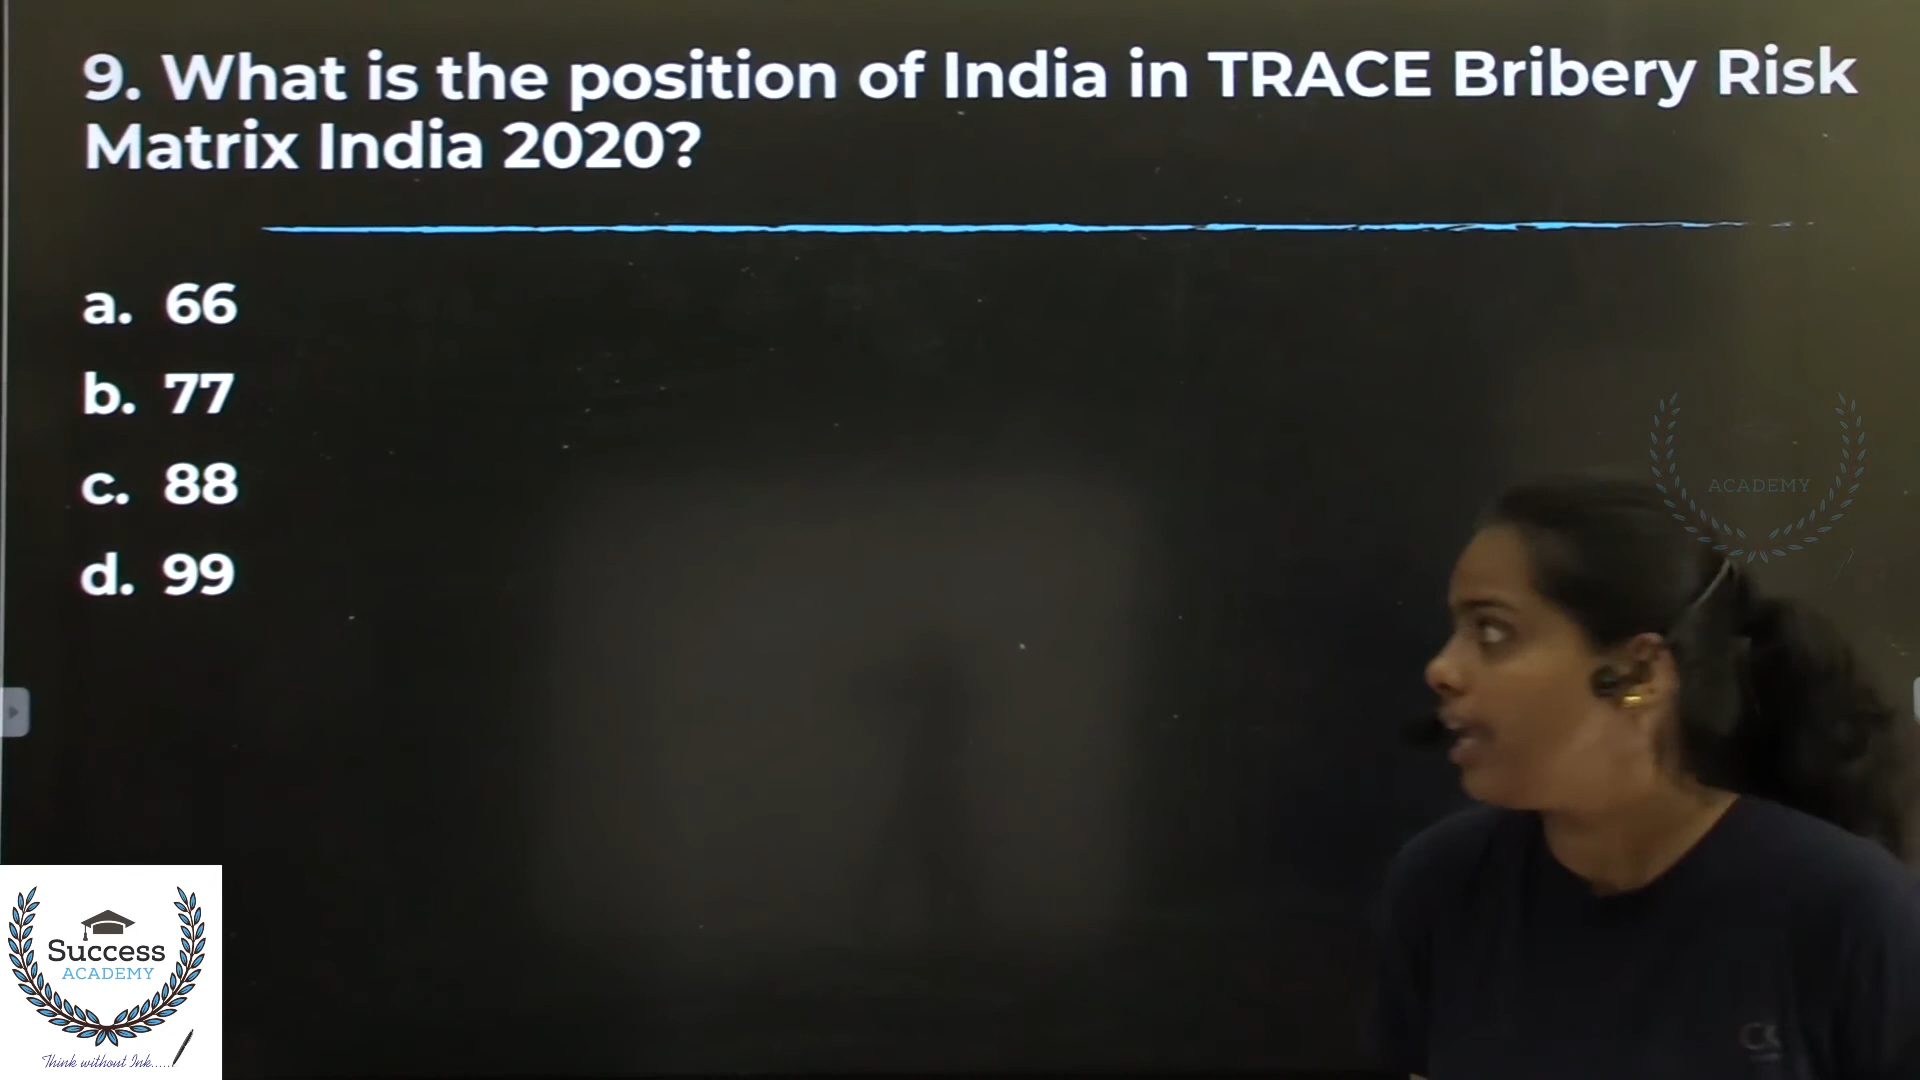 9. What is the position of India in TRACE Bribery Risk
Matrix India 2020?
a. 66
b. 77
c. 88
d. 99
ACADEMY
Success
ACADEMY
Think without Ink......
CK